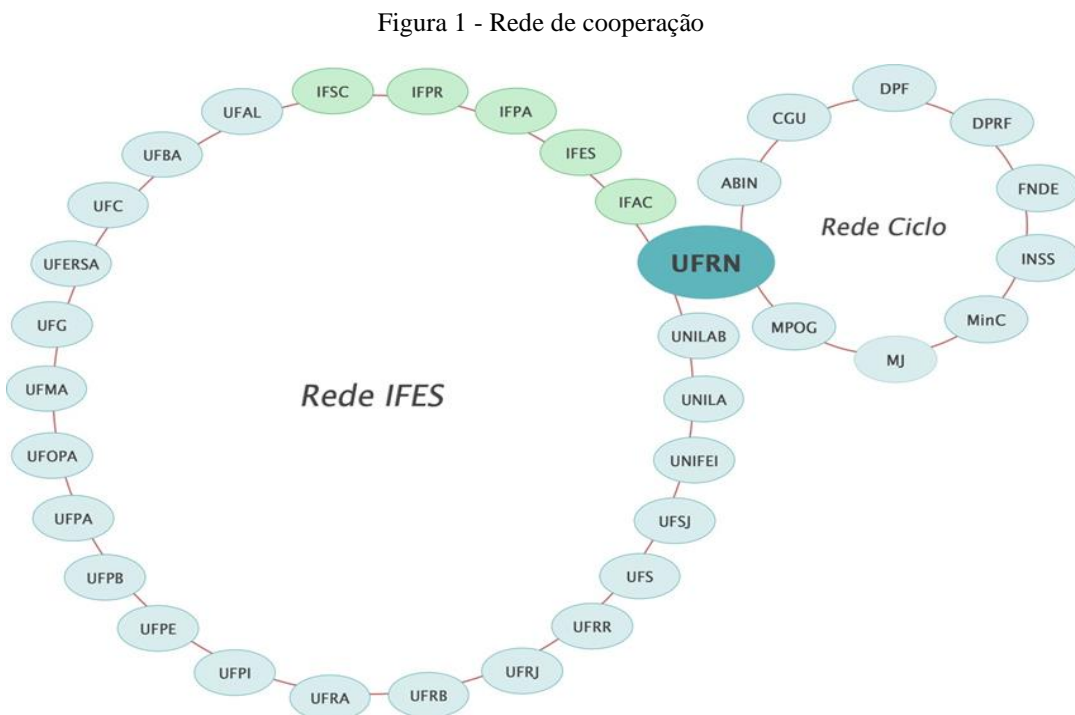 Figura 1 - Rede de cooperação
IFSC
IFPR
IFPA
IFES
IFAC
UFRN
UNILAB
UNILA
UNIFEI
UFSJ
UFS
UFRR
UFRJ
UFRB
UFRA
UFPI
UFPE
UFPB
UFPA
UFOPA
UFMA
UFG
UFERSA
UFC
UFBA
UFAL
Rede IFES
ABIN
CGU
DPF
DPRF
FNDE
INSS
MinC
MJ
MPOG
Rede Ciclo